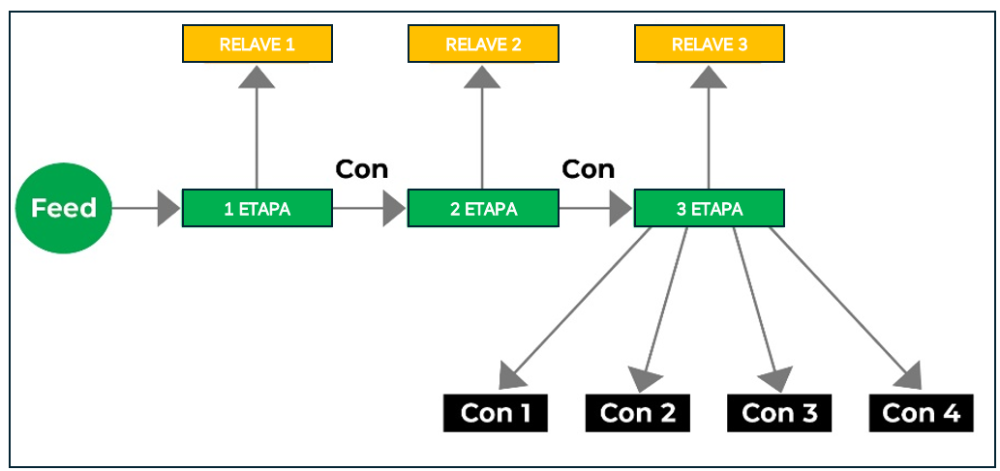 RELAVE 1
RELAVE 2
RELAVE 3
Con
Con
Feed
1 ETAPA
2 ETAPA
3 ETAPA
Con 1
Con 2
Con 3
Con 4